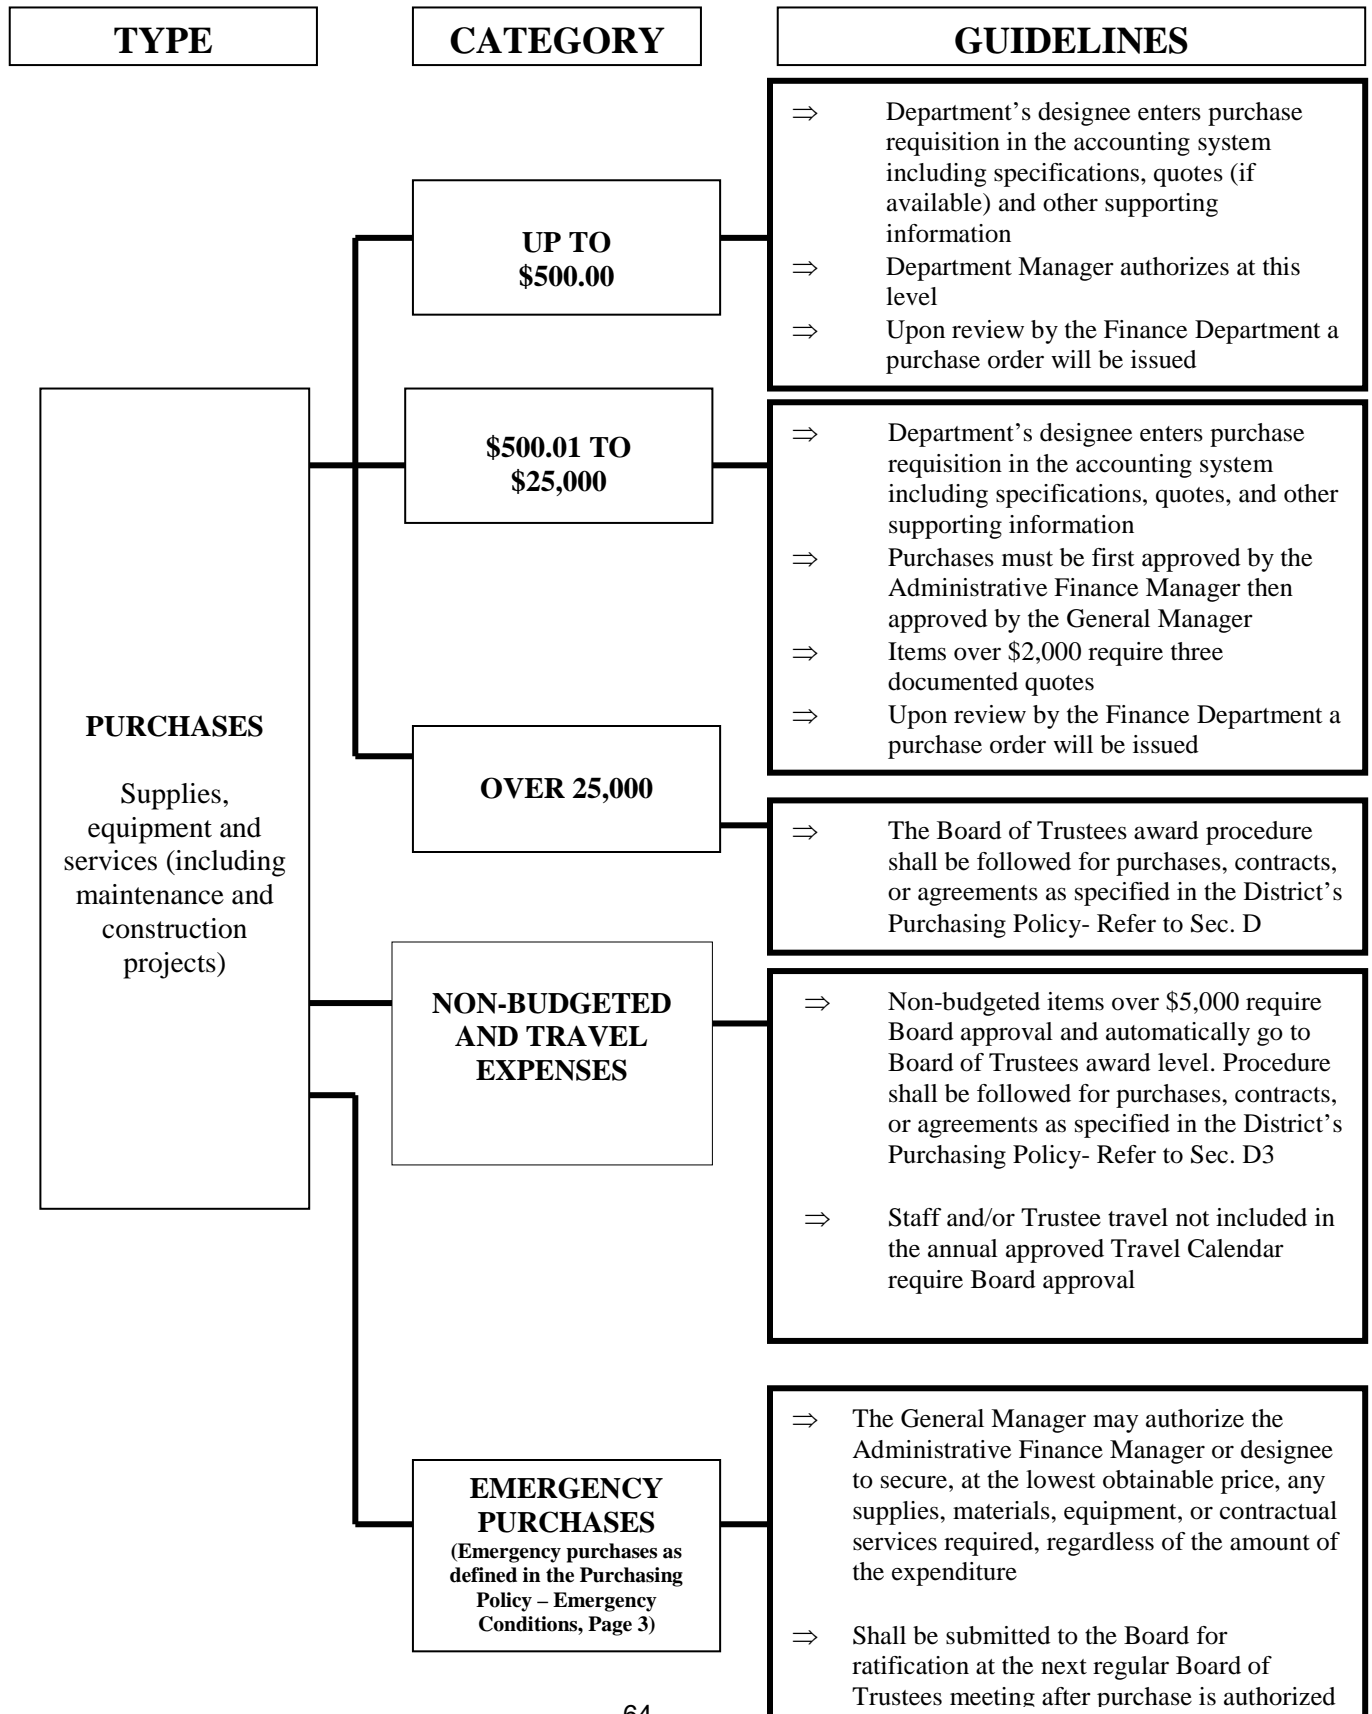 TYPE
CATEGORY
GUIDELINES
⇒ Department’s designee enters purchase
requisition in the accounting system
including specifications, quotes (if
available) and other supporting
information
⇒ Department Manager authorizes at this
level
⇒ Upon review by the Finance Department a
purchase order will be issued
UP TO
$500.00
$500.01 TO
$25,000
⇒ Department’s designee enters purchase
requisition in the accounting system
including specifications, quotes, and other
supporting information
⇒ Purchases must be first approved by the
Administrative Finance Manager then
approved by the General Manager
⇒ Items over $2,000 require three
documented quotes
⇒ Upon review by the Finance Department a
purchase order will be issued
PURCHASES
Supplies,
equipment and
services (including
maintenance and
construction
projects)
OVER 25,000
⇒ The Board of Trustees award procedure
shall be followed for purchases, contracts,
or agreements as specified in the District’s
Purchasing Policy- Refer to Sec. D
NON-BUDGETED
AND TRAVEL
EXPENSES
⇒ Non-budgeted items over $5,000 require
Board approval and automatically go to
Board of Trustees award level. Procedure
shall be followed for purchases, contracts,
or agreements as specified in the District’s
Purchasing Policy- Refer to Sec. D3
⇒ Staff and/or Trustee travel not included in
the annual approved Travel Calendar
require Board approval
EMERGENCY
PURCHASES
(Emergency purchases as
defined in the Purchasing
Policy – Emergency
Conditions, Page 3)
⇒ The General Manager may authorize the
Administrative Finance Manager or designee
to secure, at the lowest obtainable price, any
supplies, materials, equipment, or contractual
services required, regardless of the amount of
the expenditure
⇒ Shall be submitted to the Board for
ratification at the next regular Board of
Trustees meeting after purchase is authorized
64